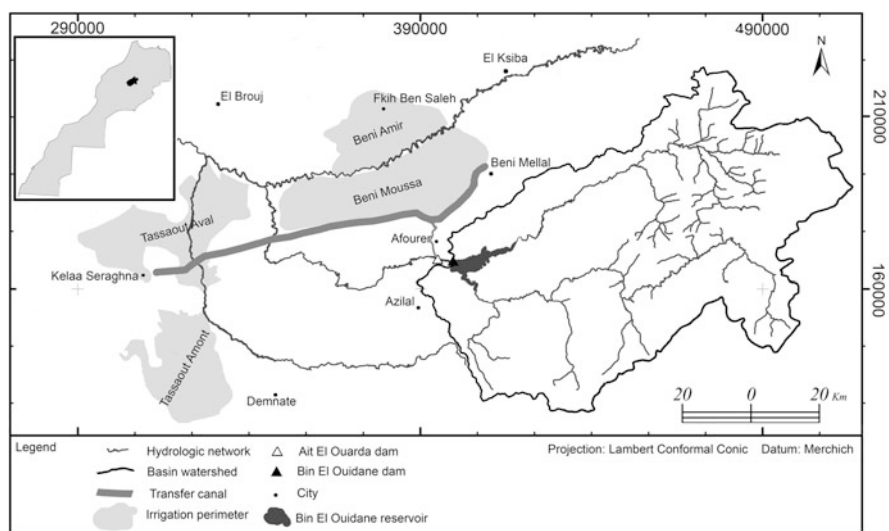 290000 390000 490000
N
El Ksiba
El Brouj
Fkih Ben Saleh
2100000
Beni Amir
Beni Mellal
Beni Moussa
Tassaout Aval
Afourer
Kelaa Seraghna
160000
Azilal
Tassaout Amont
Demnate
20 0 20 Km
Legend
Hydrologic network
Basin watershed
Transfer canal
Irrigation perimeter
Ait El Ouarda dam
Bin El Ouidane dam
City
Bin El Ouidane reservoir
Projection: Lambert Conformal Conic Datum: Merchich